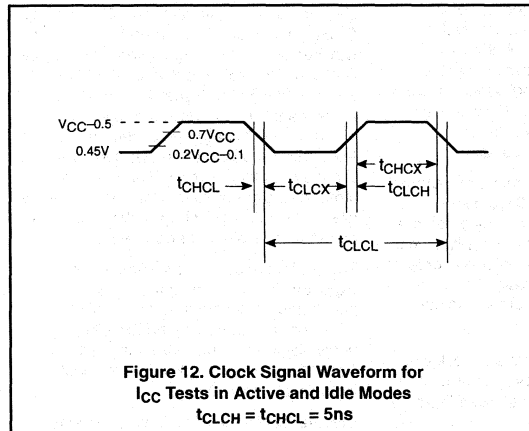 VCC–0.5
0.7VCC
0.45V
0.2VCC–0.1
tCHCX
tCHCL
tCLCX
tCLCH
tCLCL
Figure 12. Clock Signal Waveform for
ICC Tests in Active and Idle Modes
tCLCH = tCHCL = 5ns